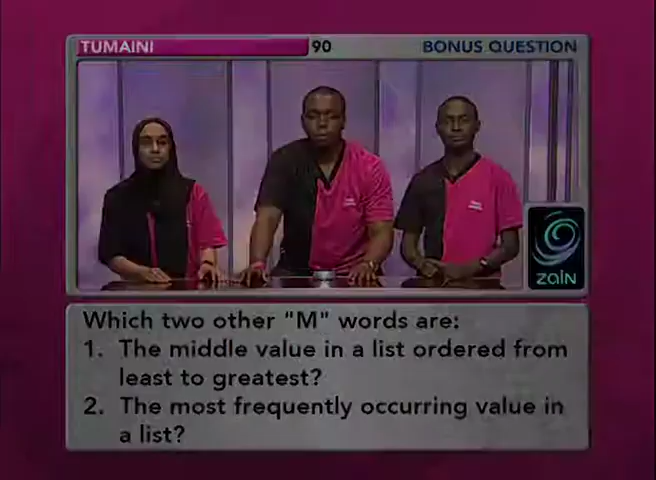 TUMAINI 90 BONUS QUESTION
zain
Which two other "M" words are:
1. The middle value in a list ordered from
least to greatest?
2. The most frequently occurring value in
a list?